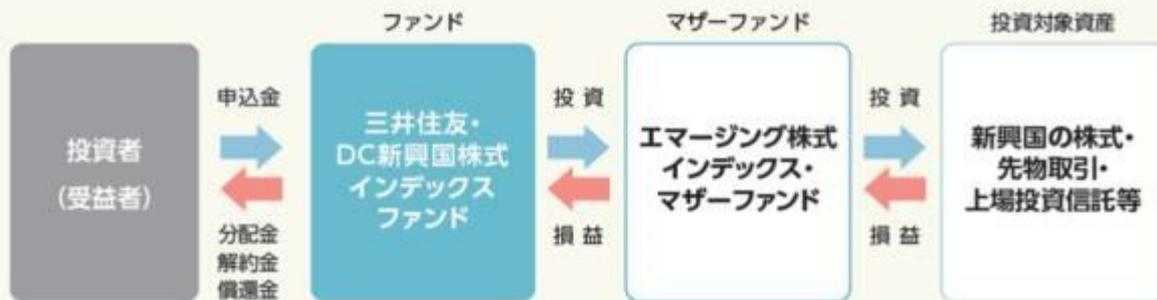 ファンド
マザーファンド
投資対象資産
投資者
(受益者)
申込金
分配金
解約金
償還金
三井住友・
DC新興国株式
インデックス
ファンド
投資
損益
エマージング株式
インデックス・
マザーファンド
投資
損益
新興国の株式・
先物取引・
上場投資信託等